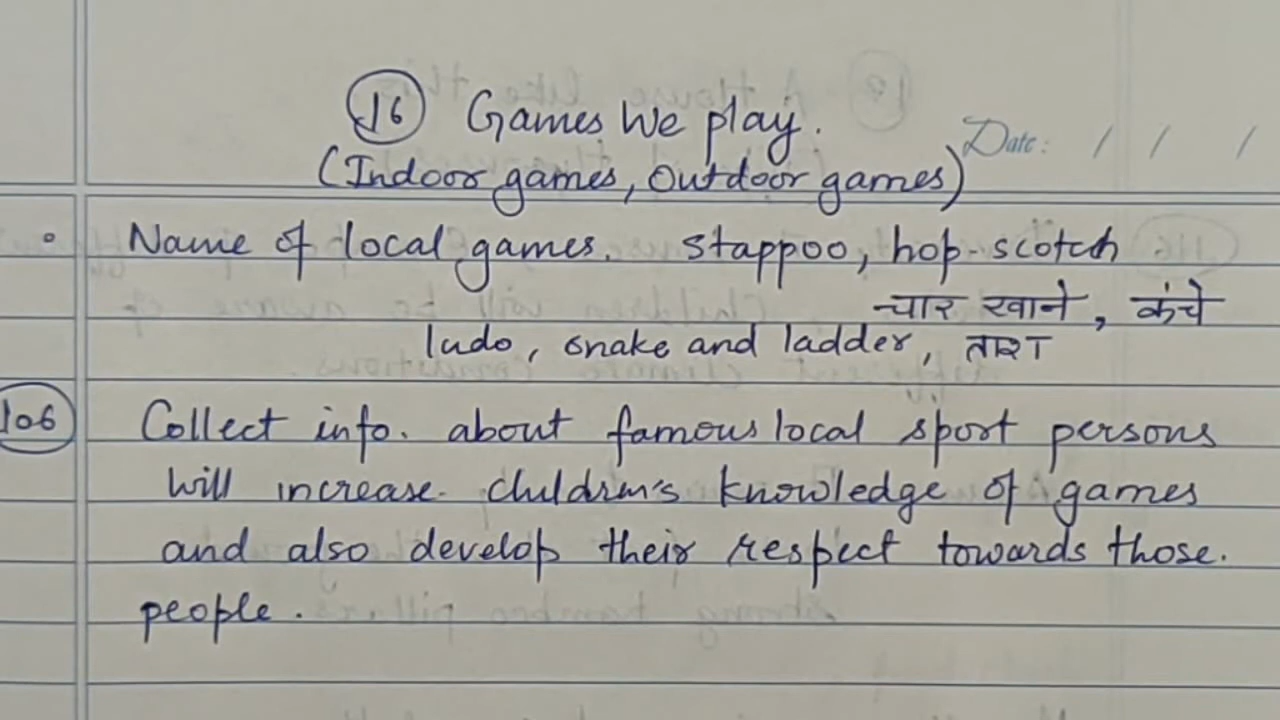 16 Games We play.
Date: / / /
(Indoor games, Outdoor games)
• Name of local games. stappoo, hop-scotch
चार खाने, कंचे
ludo, snake and ladder, ताश
106 Collect info. about famous local sport persons
will increase. children's knowledge of games
and also develop their respect towards those.
people.